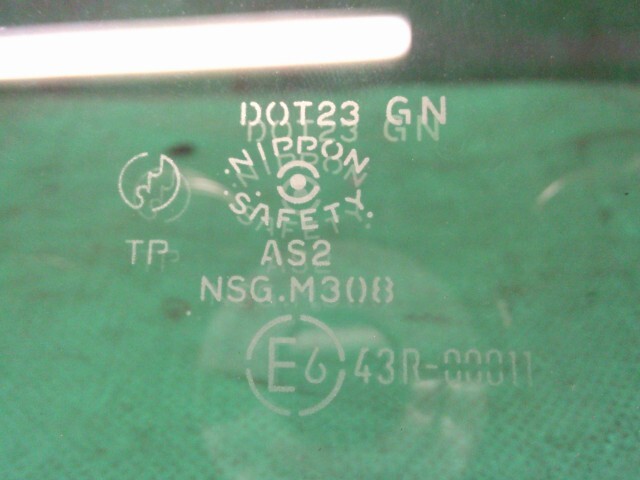 DOT23 GN
NIPPON
SAFETY
TP AS2
NSG.M308
E6 43R-00011